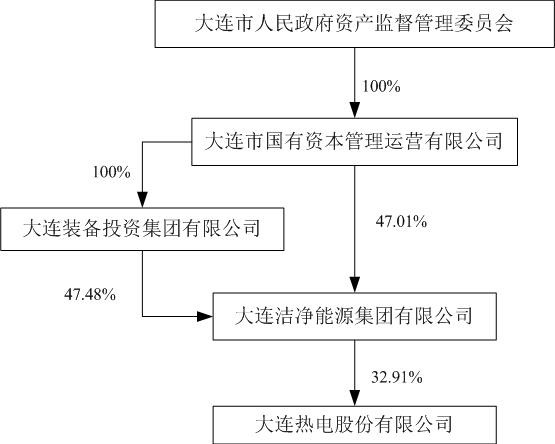 大连市人民政府资产监督管理委员会
100%
大连市国有资本管理运营有限公司
100%
大连装备投资集团有限公司
47.01%
47.48%
大连洁净能源集团有限公司
32.91%
大连热电股份有限公司